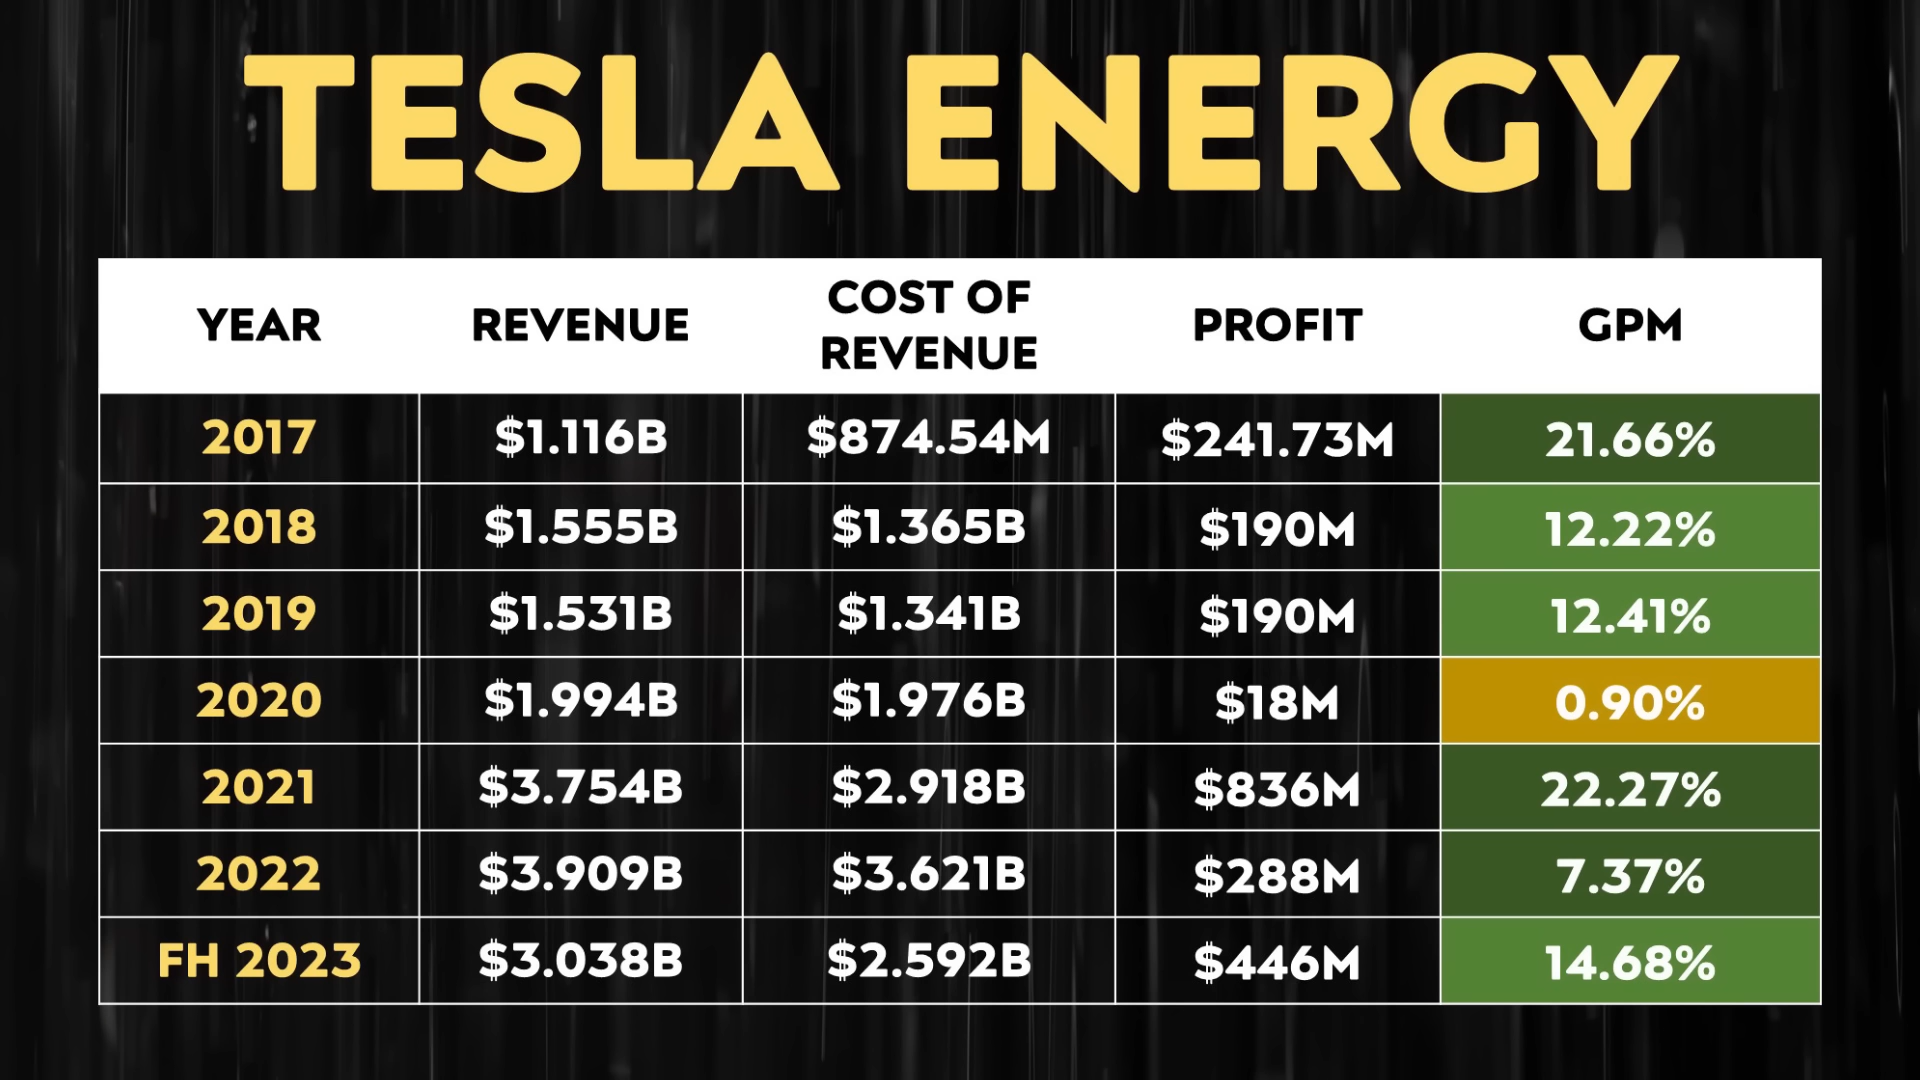 TESLA ENERGY
YEAR REVENUE COST OF REVENUE PROFIT GPM
2017 $1.116B $874.54M $241.73M 21.66%
2018 $1.555B $1.365B $190M 12.22%
2019 $1.531B $1.341B $190M 12.41%
2020 $1.994B $1.976B $18M 0.90%
2021 $3.754B $2.918B $836M 22.27%
2022 $3.909B $3.621B $288M 7.37%
FH 2023 $3.038B $2.592B $446M 14.68%